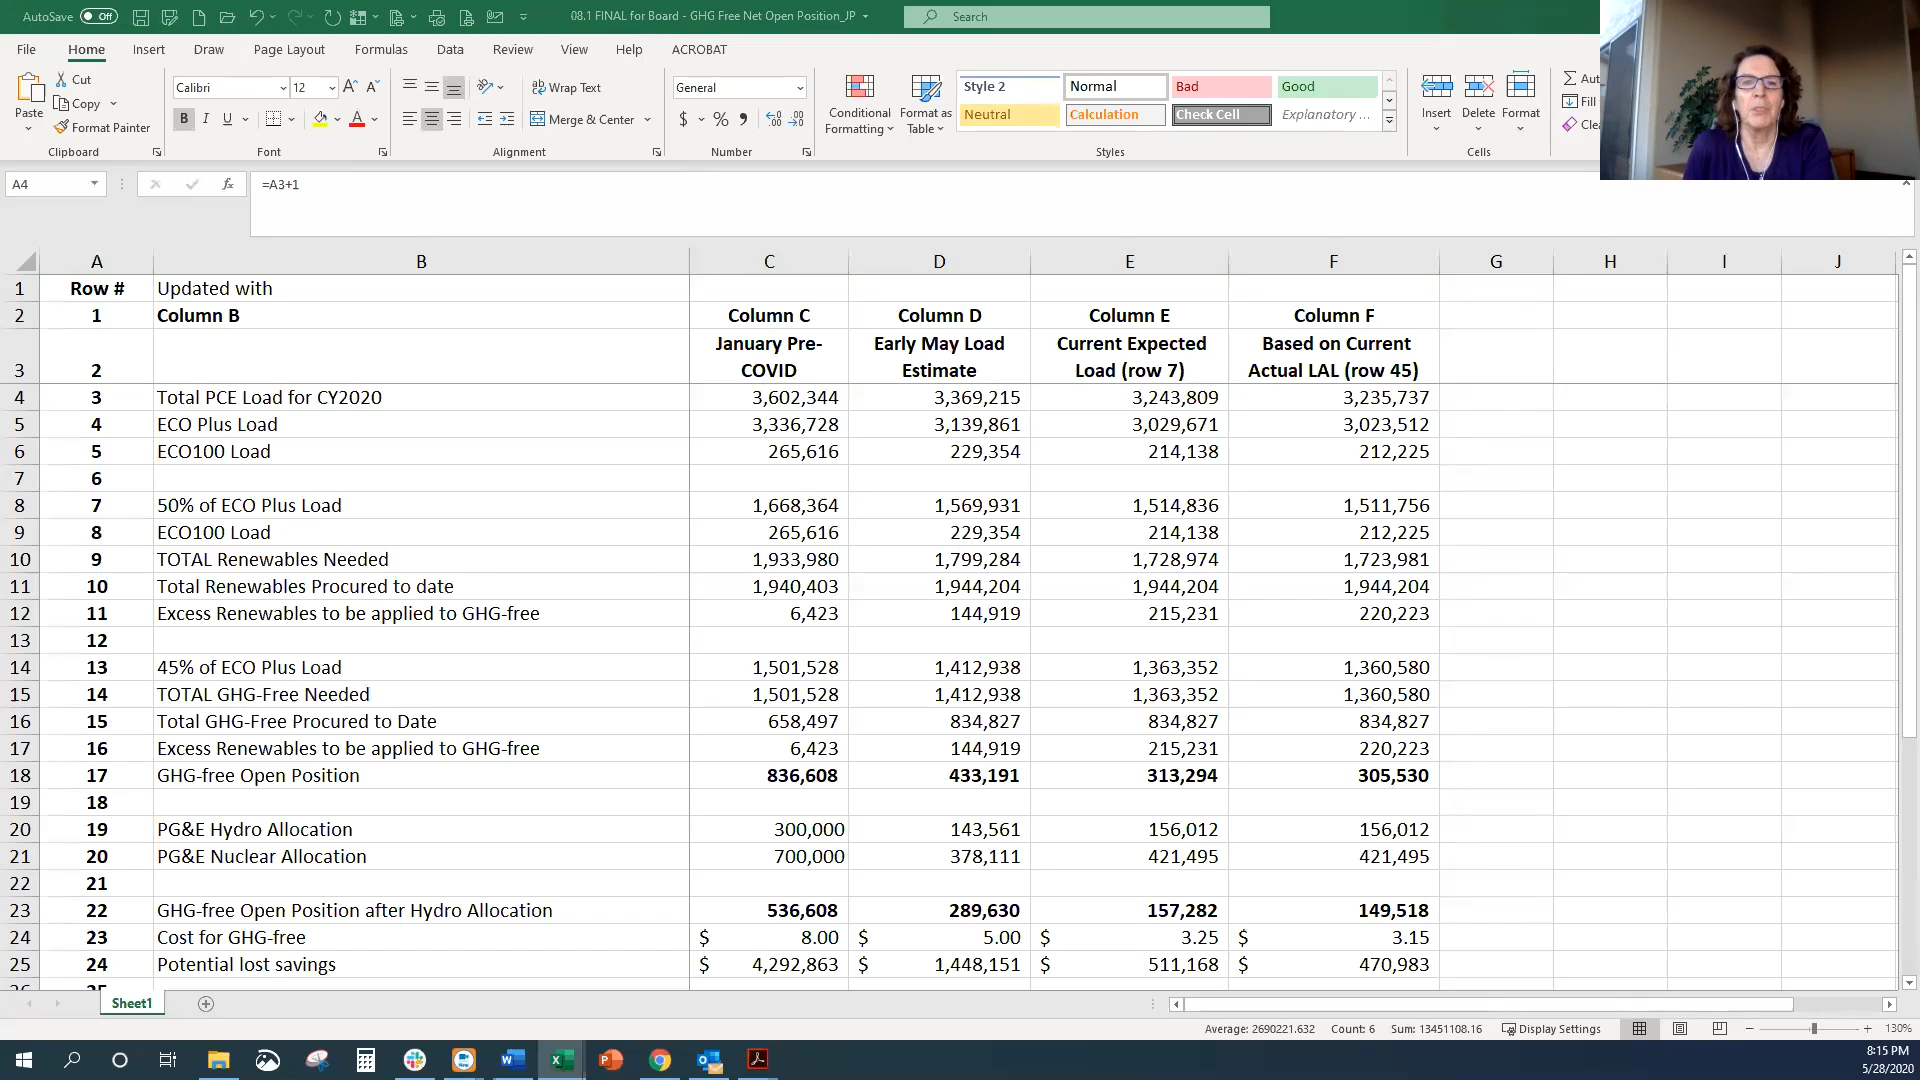 AutoSave Off 08.1 FINAL for Board - GHG Free Net Open Position_JP Search
File Home Insert Draw Page Layout Formulas Data Review View Help ACROBAT
Paste Cut Copy Format Painter Clipboard
Calibri 12 B I U A A Font
Wrap Text Merge & Center Alignment
General $ % Number
Conditional Formatting Format as Table
Style 2 Normal Bad Good
Neutral Calculation Check Cell Explanatory ...
Styles
Insert Delete Format Cells
Aut
Fill
Clea
A4 fx =A3+1
A B C D E F G H I J
1 Row # Updated with
2 1 Column B Column C Column D Column E Column F
January Pre- Early May Load Current Expected Based on Current
3 2 COVID Estimate Load (row 7) Actual LAL (row 45)
4 3 Total PCE Load for CY2020 3,602,344 3,369,215 3,243,809 3,235,737
5 4 ECO Plus Load 3,336,728 3,139,861 3,029,671 3,023,512
6 5 ECO100 Load 265,616 229,354 214,138 212,225
7 6
8 7 50% of ECO Plus Load 1,668,364 1,569,931 1,514,836 1,511,756
9 8 ECO100 Load 265,616 229,354 214,138 212,225
10 9 TOTAL Renewables Needed 1,933,980 1,799,284 1,728,974 1,723,981
11 10 Total Renewables Procured to date 1,940,403 1,944,204 1,944,204 1,944,204
12 11 Excess Renewables to be applied to GHG-free 6,423 144,919 215,231 220,223
13 12
14 13 45% of ECO Plus Load 1,501,528 1,412,938 1,363,352 1,360,580
15 14 TOTAL GHG-Free Needed 1,501,528 1,412,938 1,363,352 1,360,580
16 15 Total GHG-Free Procured to Date 658,497 834,827 834,827 834,827
17 16 Excess Renewables to be applied to GHG-free 6,423 144,919 215,231 220,223
18 17 GHG-free Open Position 836,608 433,191 313,294 305,530
19 18
20 19 PG&E Hydro Allocation 300,000 143,561 156,012 156,012
21 20 PG&E Nuclear Allocation 700,000 378,111 421,495 421,495
22 21
23 22 GHG-free Open Position after Hydro Allocation 536,608 289,630 157,282 149,518
24 23 Cost for GHG-free $ 8.00 $ 5.00 $ 3.25 $ 3.15
25 24 Potential lost savings $ 4,292,863 $ 1,448,151 $ 511,168 $ 470,983
Sheet1
Average: 2690221.632 Count: 6 Sum: 13451108.16 Display Settings 130%
8:15 PM
5/28/2020